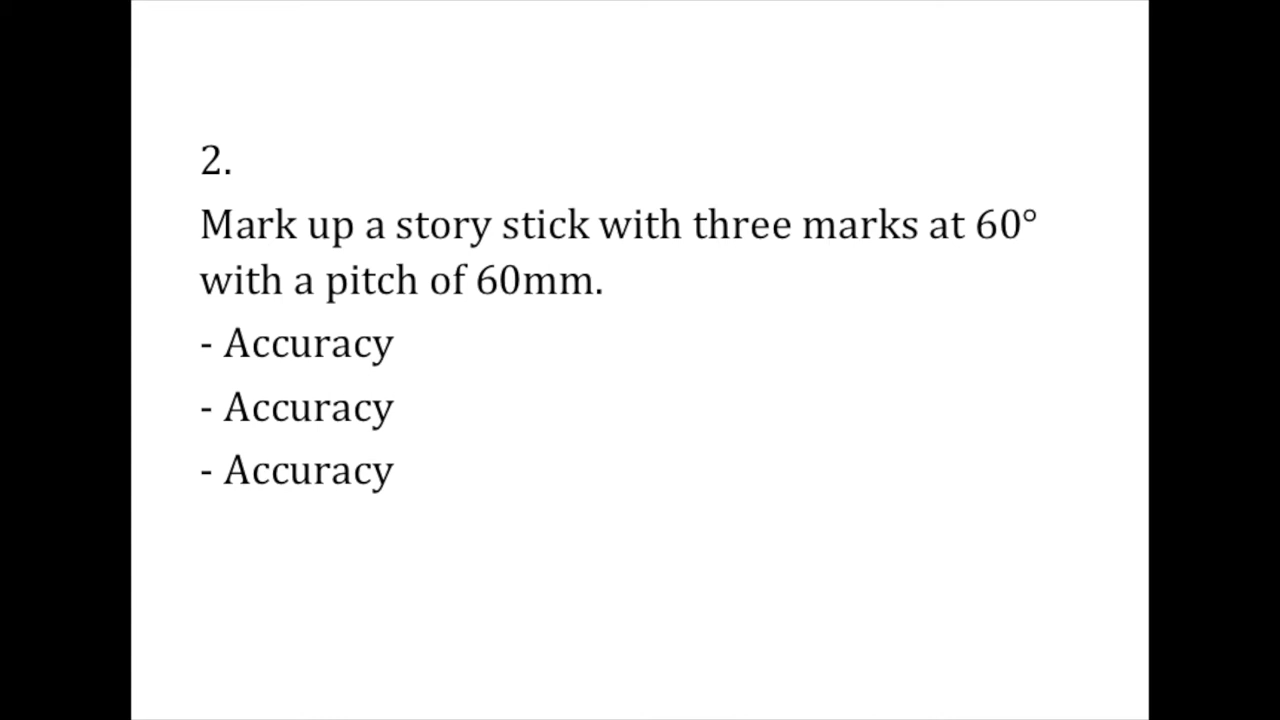 2.
Mark up a story stick with three marks at 60°
with a pitch of 60mm.
- Accuracy
- Accuracy
- Accuracy